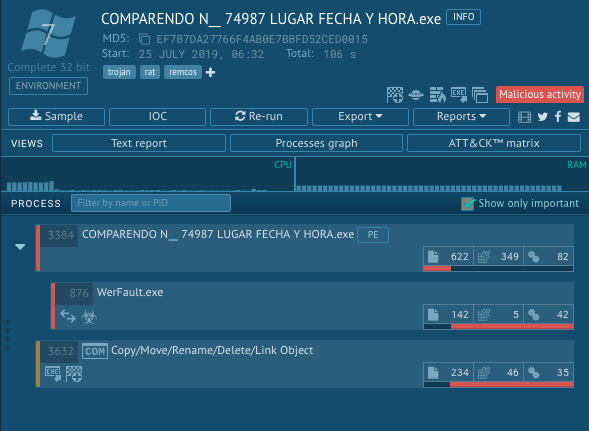 7
COMPARENDO N__ 74987 LUGAR FECHA Y HORA.exe INFO
MD5: EF7B7DA27766F4AB0E7BBFD52CED0015
Start: 25 JULY 2019, 06:32 Total: 106 s
Complete 32 bit
trojan rat remcos +
ENVIRONMENT
EXE
Malicious activity
Sample IOC Re-run Export Reports
VIEWS Text report Processes graph ATT&CK™ matrix
CPU RAM
PROCESS Filter by name or PID Show only important
3384 COMPARENDO N__ 74987 LUGAR FECHA Y HORA.exe PE
622 349 82
876 WerFault.exe
142 5 42
3632 COM Copy/Move/Rename/Delete/Link Object
EXE 234 46 35